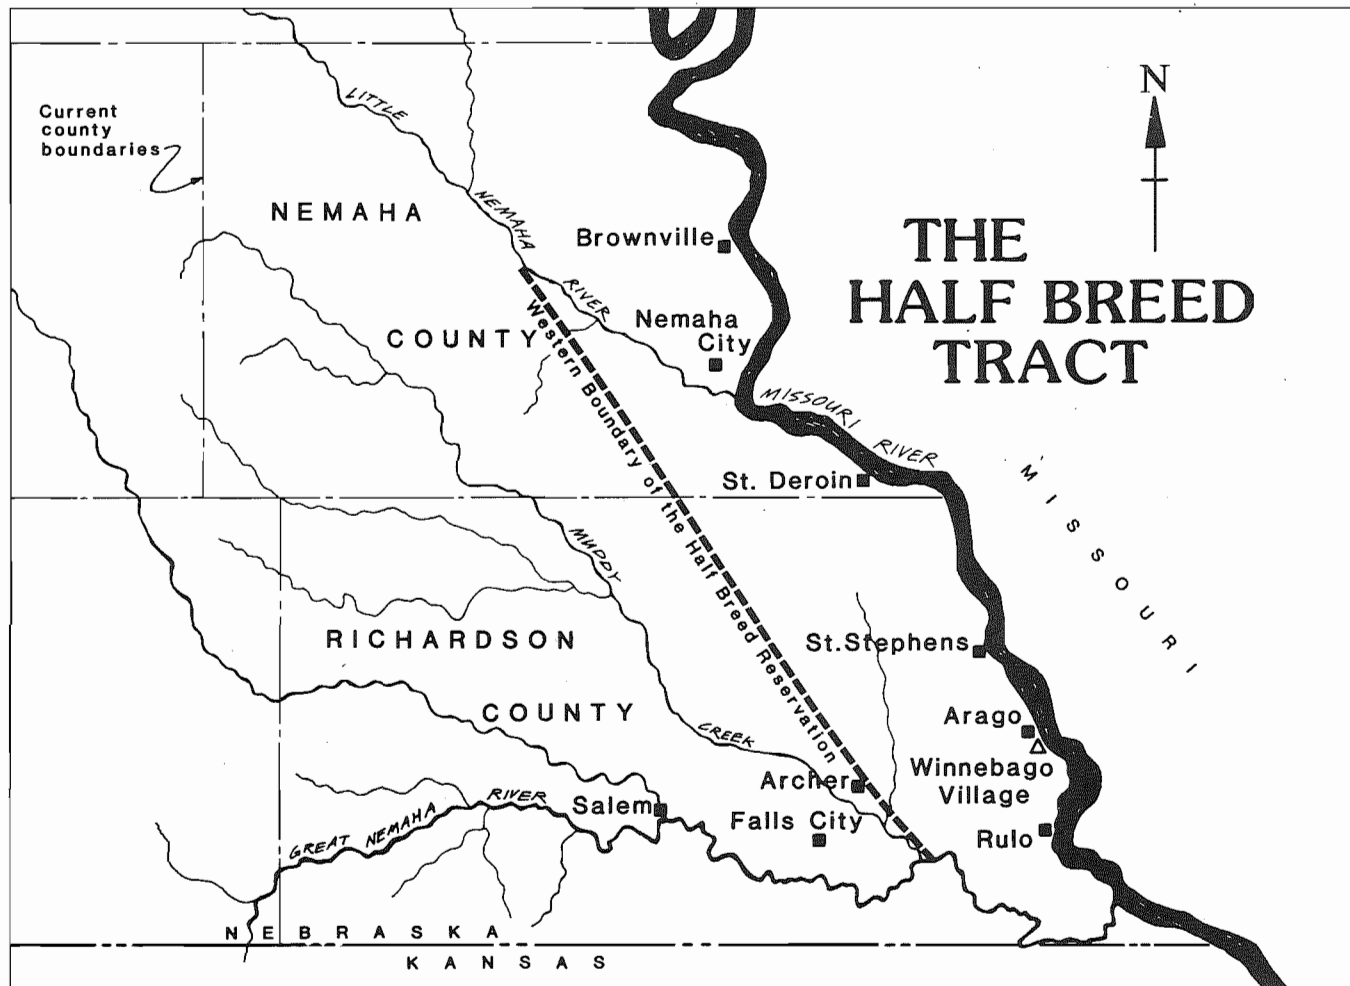 N
Current
county
boundaries
LITTLE
NEMAHA
RIVER
NEMAHA
COUNTY
Brownville
Nemaha
City
THE
HALF BREED
TRACT
Western Boundary of the Half Breed Reservation
MISSOURI RIVER
St. Deroin
MISSOURI
MUDDY
CREEK
RICHARDSON
COUNTY
St.Stephens
Arago
Winnebago
Village
Archer
Rulo
Falls City
Salem
GREAT NEMAHA RIVER
NEBRASKA
KANSAS